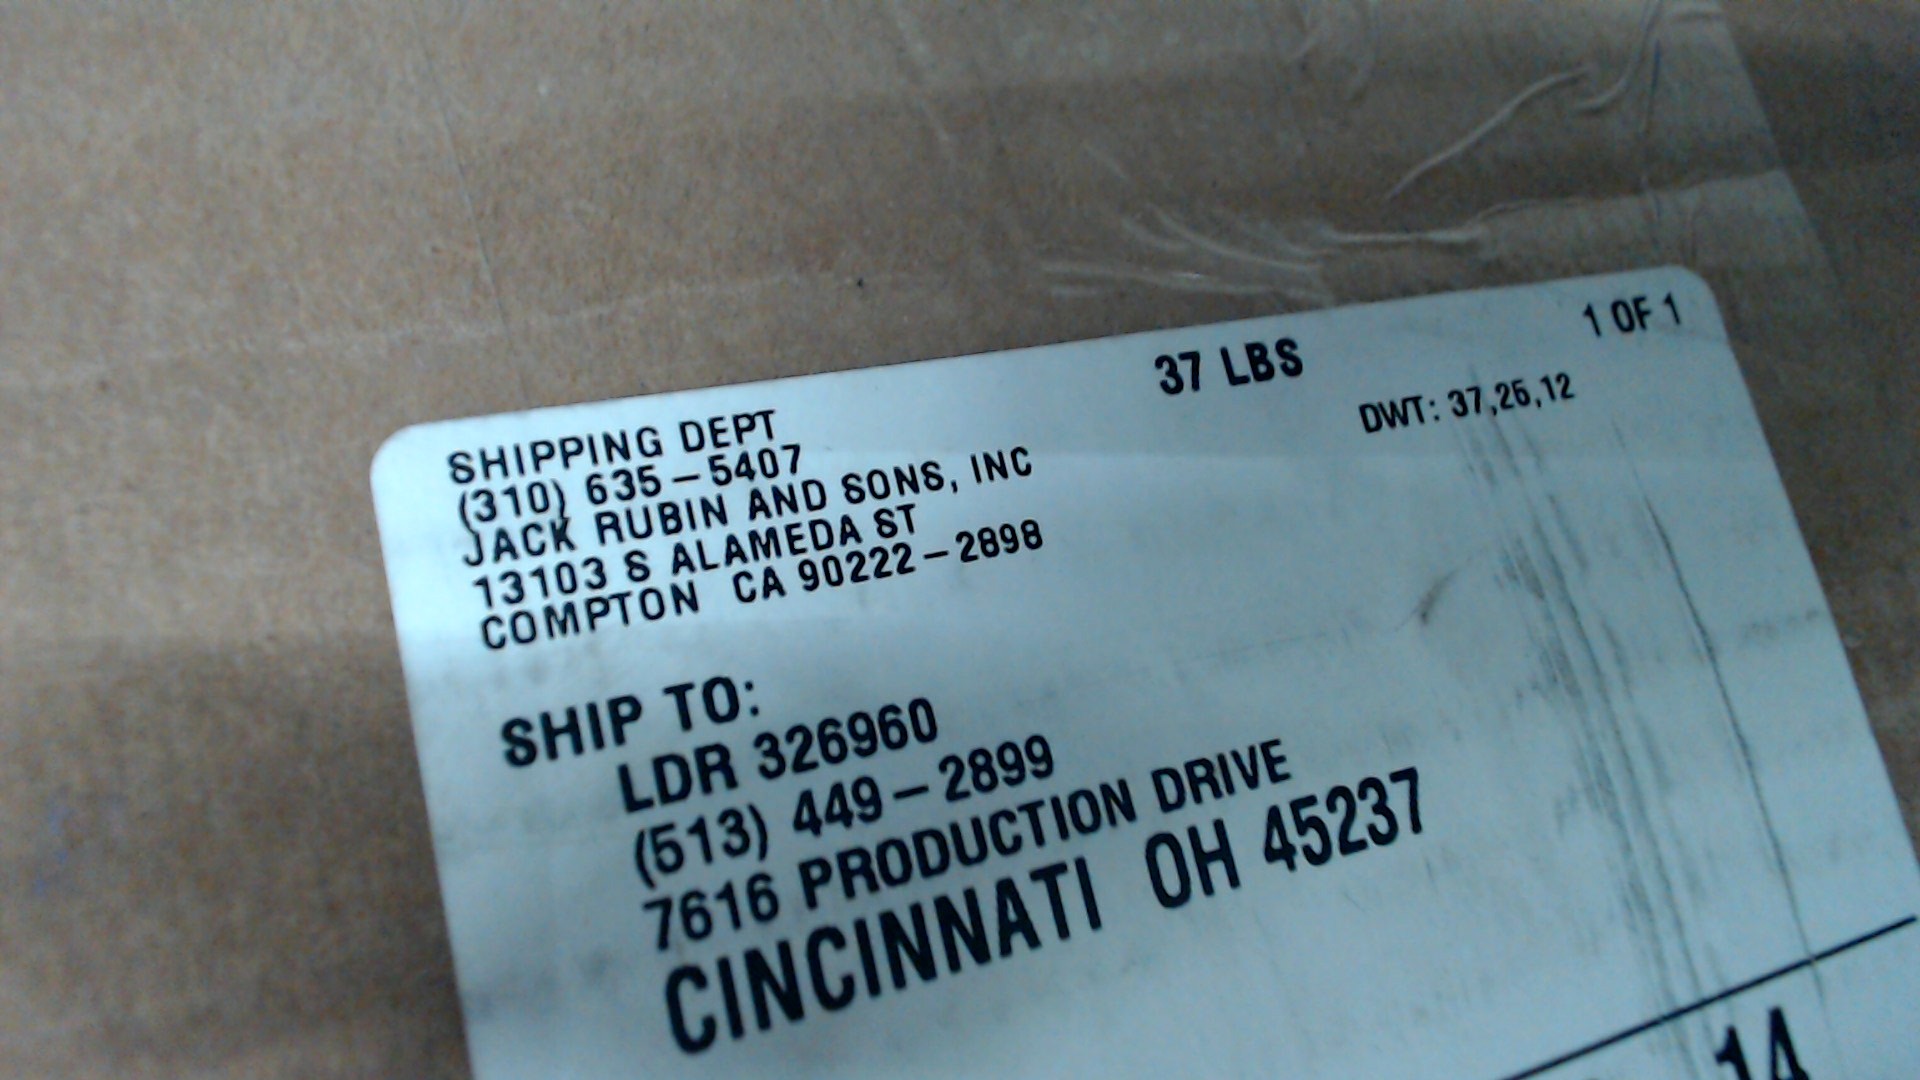 37 LBS
1 OF 1
DWT: 37,26,12
SHIPPING DEPT
(310) 635-5407
JACK RUBIN AND SONS, INC
13103 S ALAMEDA ST
COMPTON CA 90222-2898
SHIP TO:
LDR 326960
(513) 449-2899
7616 PRODUCTION DRIVE
CINCINNATI OH 45237
14